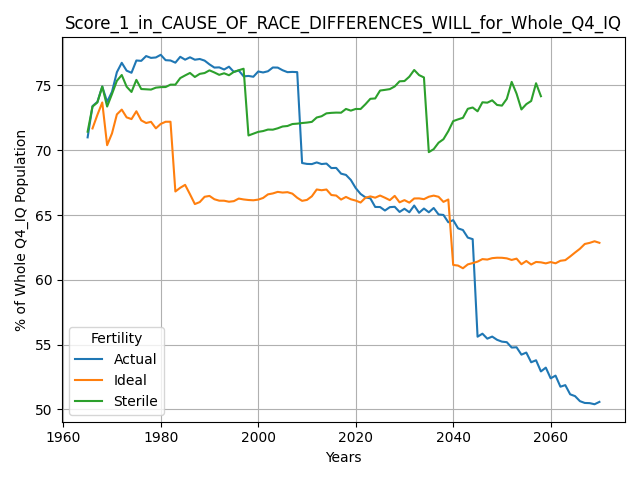 Score_1_in_CAUSE_OF_RACE_DIFFERENCES_WILL_for_Whole_Q4_IQ
% of Whole Q4_IQ Population
75
70
65
60
55
50
Fertility
Actual
Ideal
Sterile
1960
1980
2000
2020
2040
2060
Years